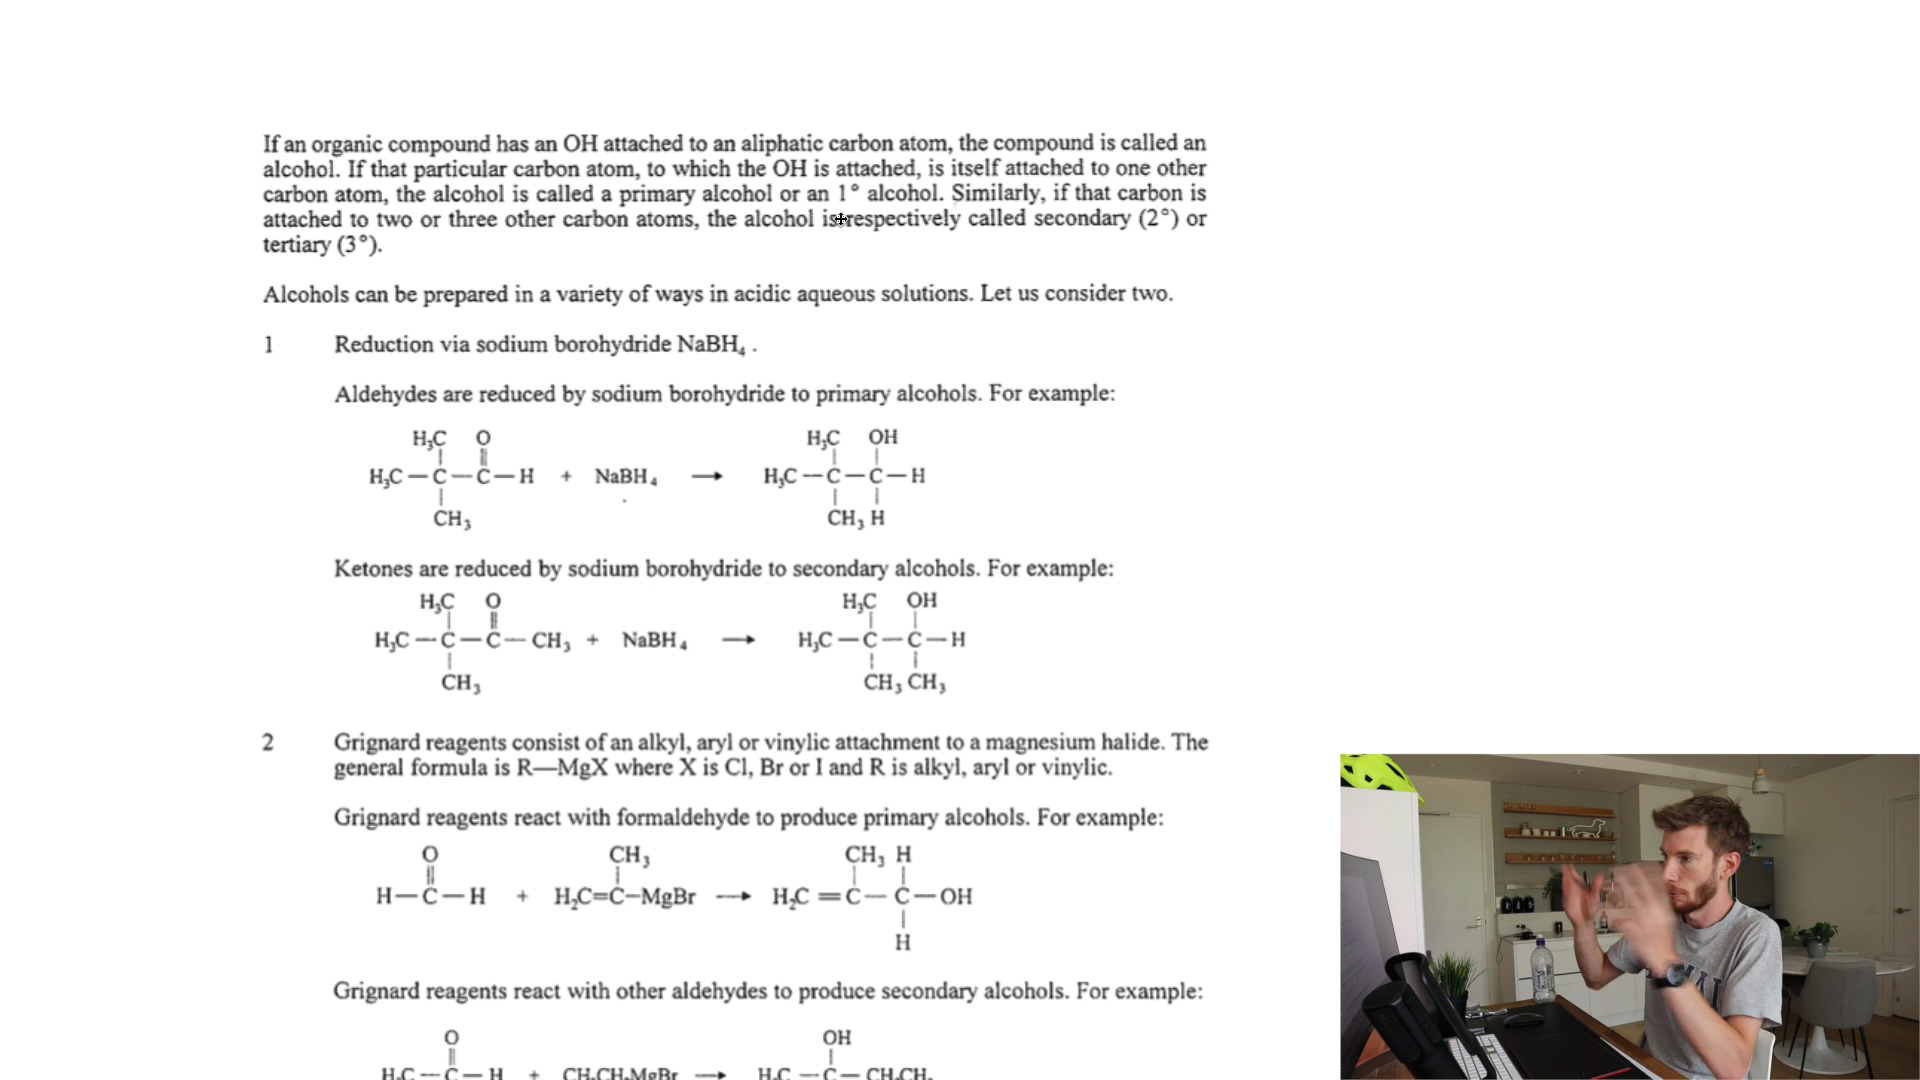 If an organic compound has an OH attached to an aliphatic carbon atom, the compound is called an
alcohol. If that particular carbon atom, to which the OH is attached, is itself attached to one other
carbon atom, the alcohol is called a primary alcohol or an 1° alcohol. Similarly, if that carbon is
attached to two or three other carbon atoms, the alcohol is respectively called secondary (2°) or
tertiary (3°).
Alcohols can be prepared in a variety of ways in acidic aqueous solutions. Let us consider two.
1 Reduction via sodium borohydride NaBH₄ .
Aldehydes are reduced by sodium borohydride to primary alcohols. For example:
H₃C O H₃C OH
H₃C—C—C—H + NaBH₄ → H₃C—C—C—H
CH₃ CH₃ H
Ketones are reduced by sodium borohydride to secondary alcohols. For example:
H₃C O H₃C OH
H₃C—C—C—CH₃ + NaBH₄ → H₃C—C—C—H
CH₃ CH₃ CH₃
2 Grignard reagents consist of an alkyl, aryl or vinylic attachment to a magnesium halide. The
general formula is R—MgX where X is Cl, Br or I and R is alkyl, aryl or vinylic.
Grignard reagents react with formaldehyde to produce primary alcohols. For example:
O CH₃ CH₃ H
H—C—H + H₂C=C—MgBr → H₂C=C—C—OH
H
Grignard reagents react with other aldehydes to produce secondary alcohols. For example:
O OH
H₃C—C—H + CH₃CH₂MgBr → H₃C—C—CH₂CH₃